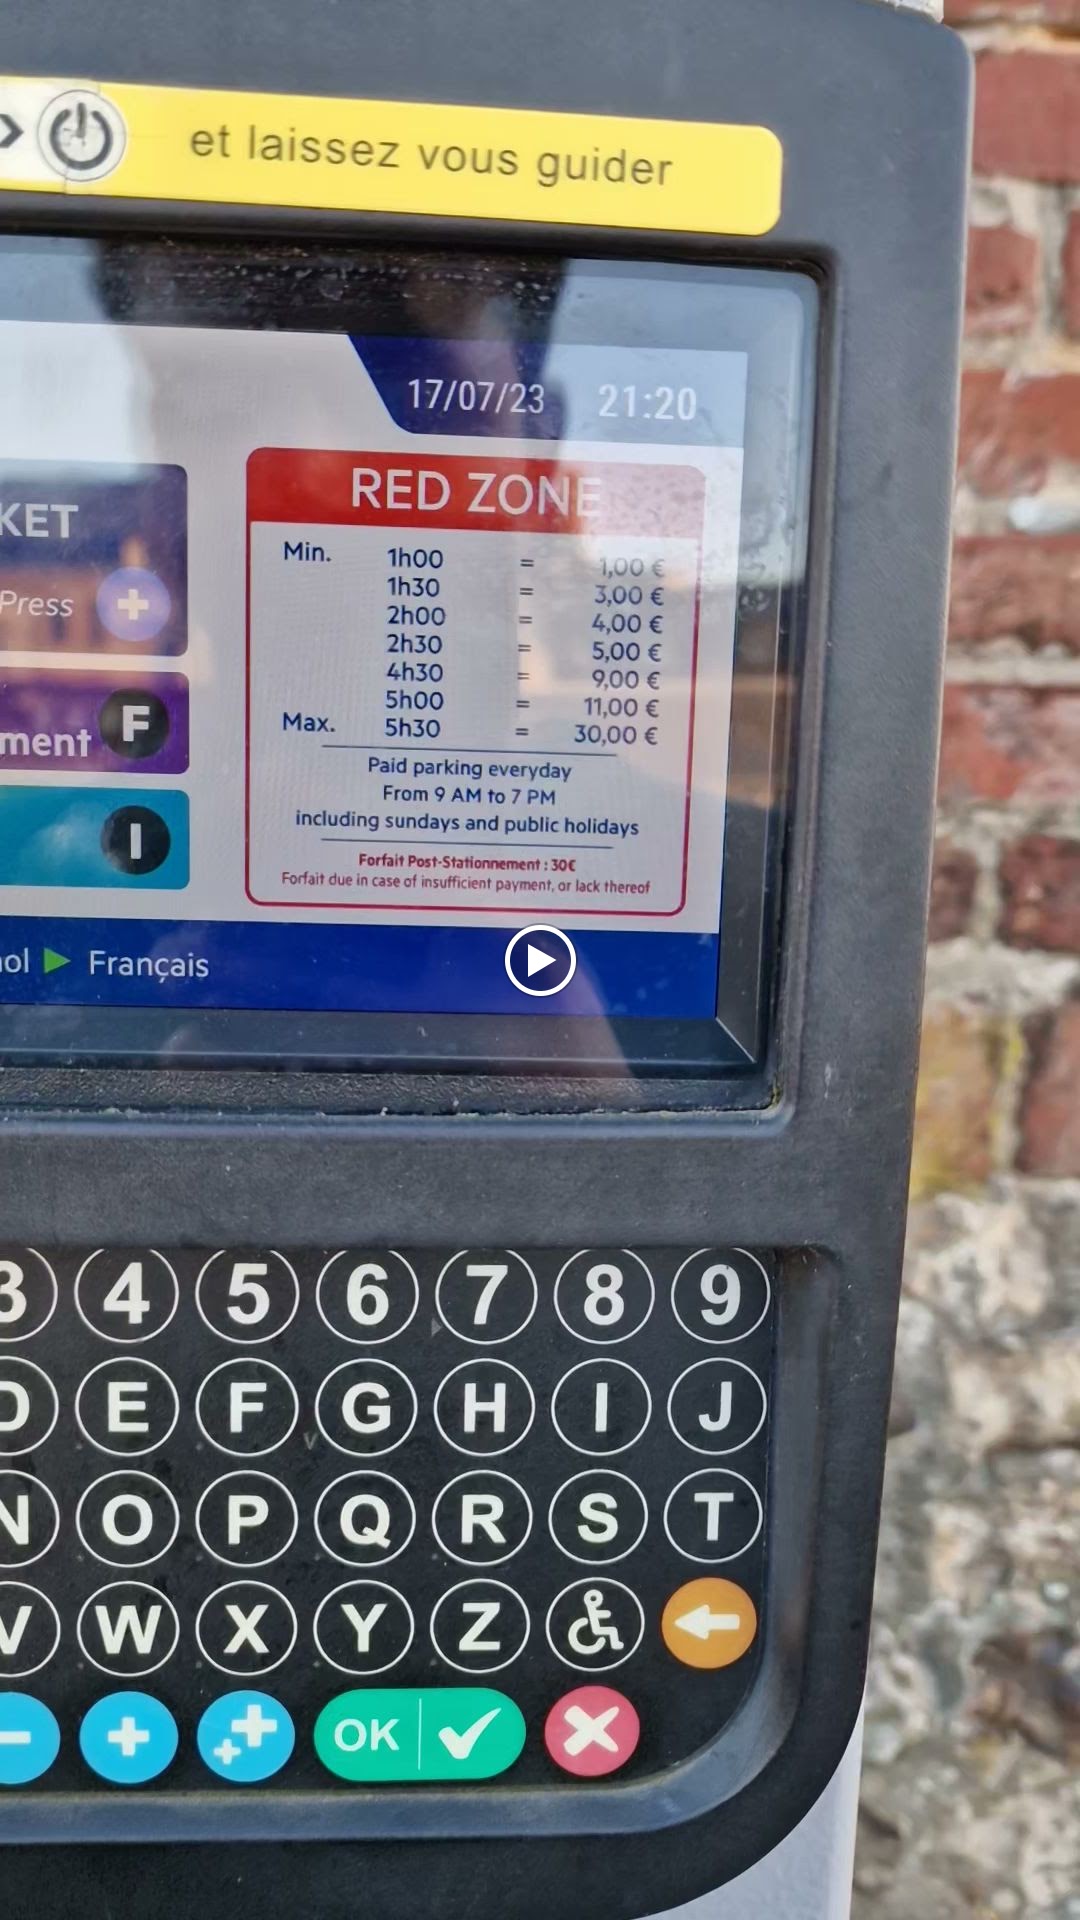 et laissez vous guider
17/07/23 21:20
KET
Press +
ment F
I
RED ZONE
Min. 1h00 = 1,00 €
1h30 = 3,00 €
2h00 = 4,00 €
2h30 = 5,00 €
4h30 = 9,00 €
5h00 = 11,00 €
Max. 5h30 = 30,00 €
Paid parking everyday
From 9 AM to 7 PM
including sundays and public holidays
Forfait Post-Stationnement : 30€
Forfait due in case of insufficient payment, or lack thereof
ol Français
3 4 5 6 7 8 9
D E F G H I J
N O P Q R S T
V W X Y Z
- + ++ OK